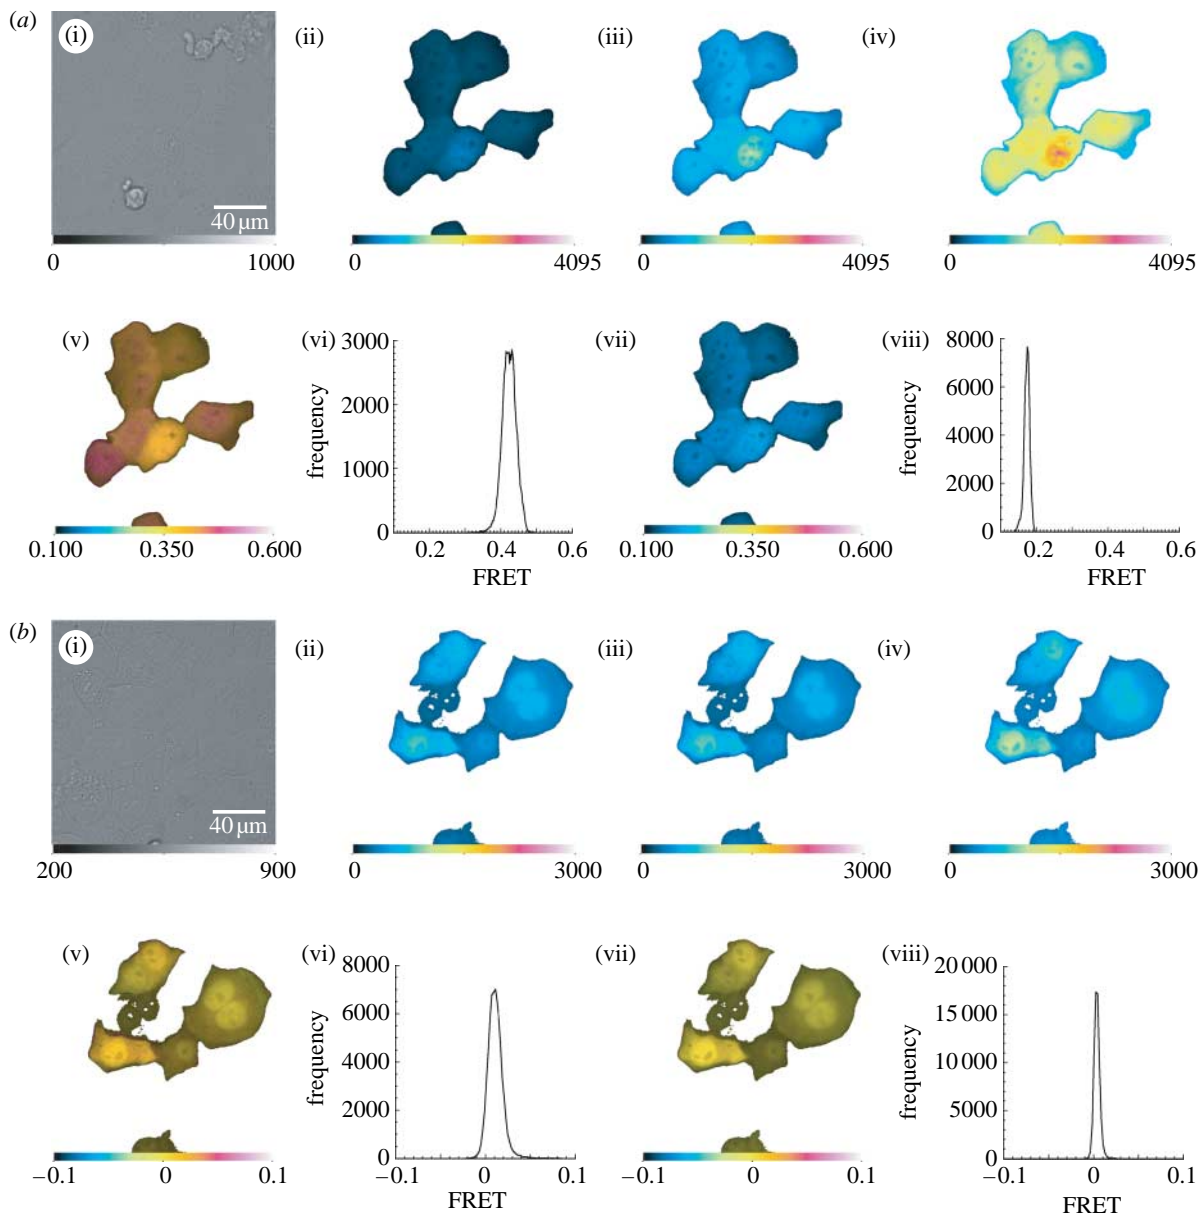 (a) (i) (ii) (iii) (iv)
40 µm
0 1000 0 4095 0 4095 0 4095
(v) (vi) (vii) (viii)
3000
2000
1000
0
frequency
8000
6000
4000
2000
0
frequency
0.100 0.350 0.600
0.2 0.4 0.6
FRET
0.100 0.350 0.600
0.2 0.4 0.6
FRET
(b) (i) (ii) (iii) (iv)
40 µm
200 900 0 3000 0 3000 0 3000
(v) (vi) (vii) (viii)
8000
6000
4000
2000
0
frequency
20 000
15 000
10 000
5000
0
frequency
−0.1 0 0.1
−0.1 0 0.1
FRET
−0.1 0 0.1
−0.1 0 0.1
FRET